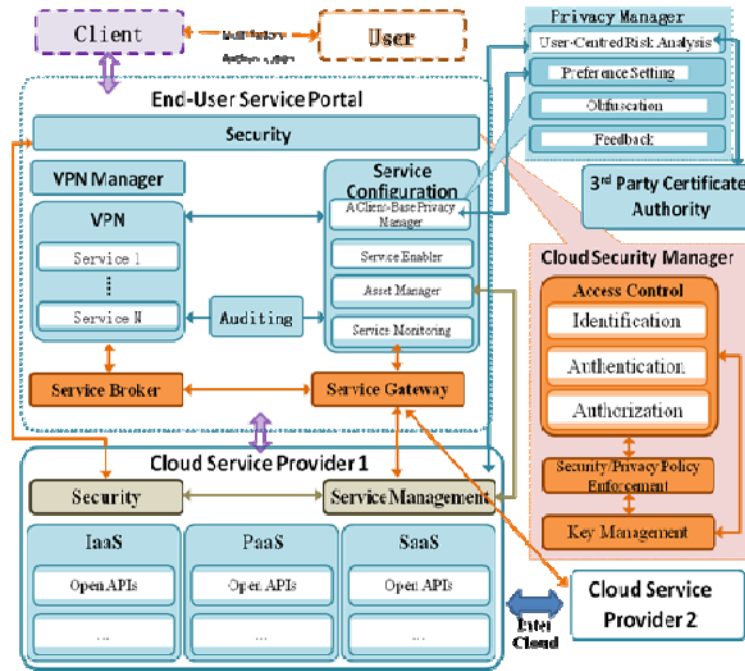 Client
User
Privacy Manager
User-Centred Risk Analysis
Preference Setting
Obfuscation
Feedback
End-User Service Portal
Security
VPN Manager
VPN
Service 1
Service N
Service
Configuration
A Client-Base Privacy
Manager
Service Enabler
Asset Manager
Service Monitoring
Auditing
Service Broker
Service Gateway
3rd Party Certificate
Authority
Cloud Security Manager
Access Control
Identification
Authentication
Authorization
Security/Privacy Policy
Enforcement
Key Management
Cloud Service Provider 1
Security
Service Management
IaaS
PaaS
SaaS
Open APIs
Open APIs
Open APIs
...
...
...
Inter
Cloud
Cloud Service
Provider 2